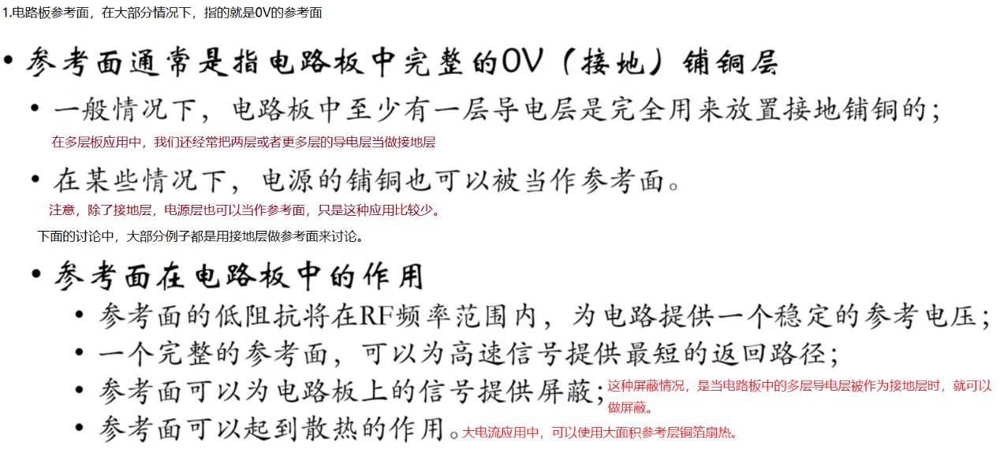 1.电路板参考面，在大部分情况下，指的就是0V的参考面
• 参考面通常是指电路板中完整的0V（接地）铺铜层
• 一般情况下，电路板中至少有一层导电层是完全用来放置接地铺铜的；
在多层板应用中，我们还经常把两层或者更多层的导电层当做接地层
• 在某些情况下，电源的铺铜也可以被当作参考面。
注意，除了接地层，电源层也可以当作参考面，只是这种应用比较少。
下面的讨论中，大部分例子都是用接地层做参考面来讨论。
• 参考面在电路板中的作用
• 参考面的低阻抗将在RF频率范围内，为电路提供一个稳定的参考电压；
• 一个完整的参考面，可以为高速信号提供最短的返回路径；
• 参考面可以为电路板上的信号提供屏蔽；这种屏蔽情况，是当电路板中的多层导电层被作为接地层时，就可以
做屏蔽。
• 参考面可以起到散热的作用。大电流应用中，可以使用大面积参考层铜箔扇热。